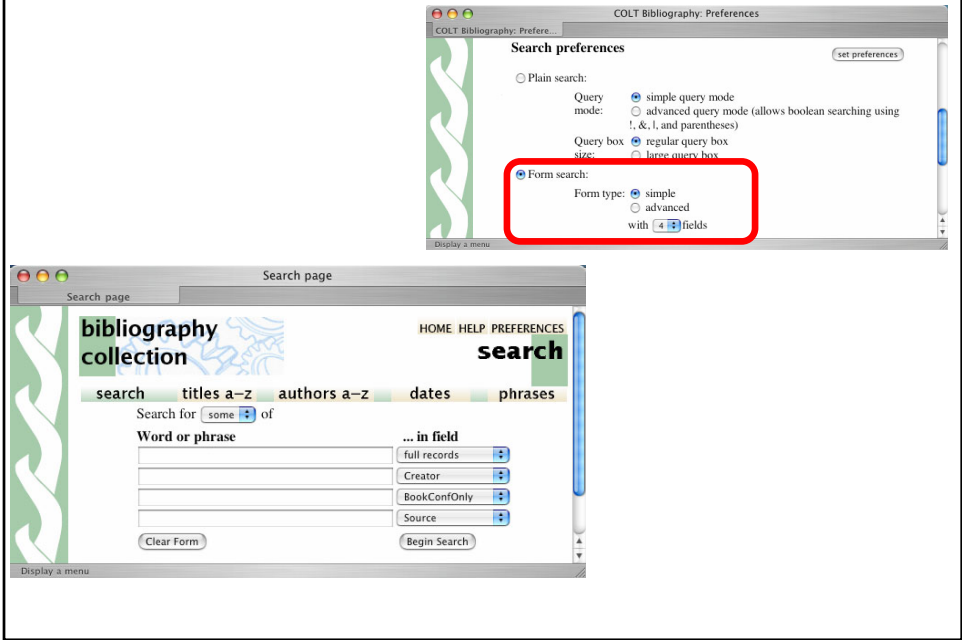 COLT Bibliography: Preferences
COLT Bibliography: Prefere...
Search preferences
set preferences
Plain search:
Query mode:
simple query mode
advanced query mode (allows boolean searching using
!, &, |, and parentheses)
Query box size:
regular query box
large query box
Form search:
Form type:
simple
advanced
with 4 fields
Display a menu
Search page
Search page
bibliography
collection
HOME HELP PREFERENCES
search
search titles a–z authors a–z dates phrases
Search for some of
Word or phrase ... in field
full records
Creator
BookConfOnly
Source
Clear Form Begin Search
Display a menu